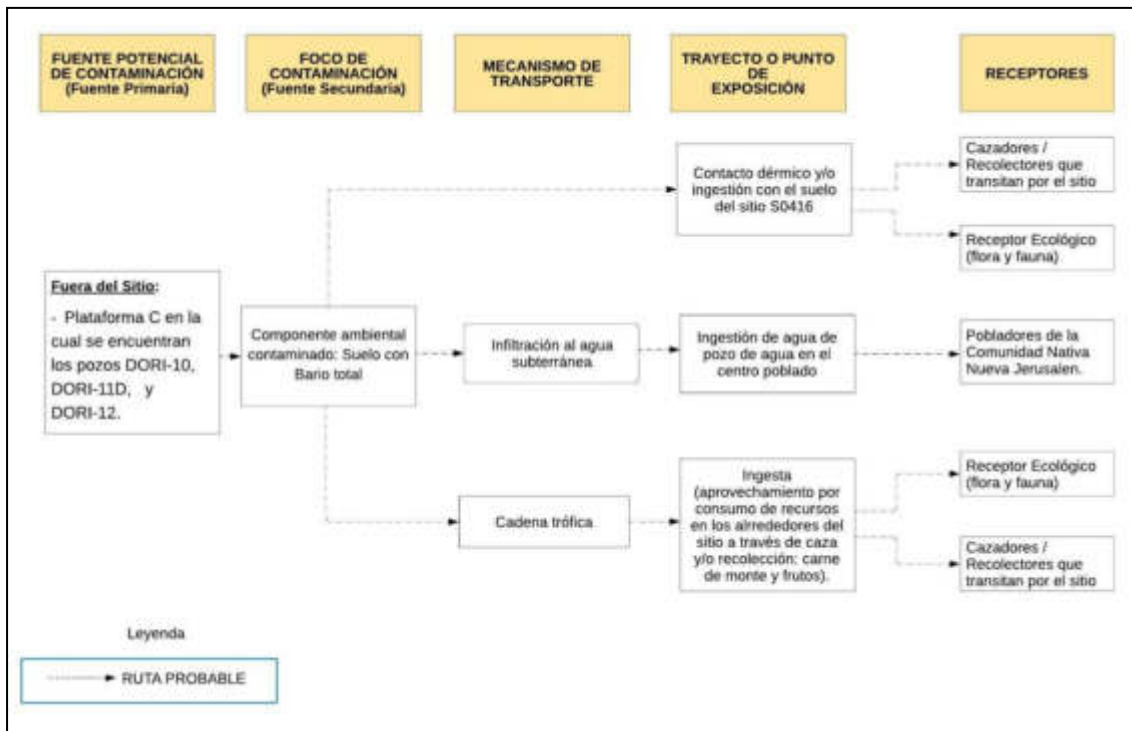 FUENTE POTENCIAL
DE CONTAMINACIÓN
(Fuente Primaria)
FOCO DE
CONTAMINACIÓN
(Fuente Secundaria)
MECANISMO DE
TRANSPORTE
TRAYECTO O PUNTO
DE
EXPOSICIÓN
RECEPTORES
Fuera del Sitio:
- Plataforma C en la
cual se encuentran
los pozos DORI-10,
DORI-11D, y
DORI-12.
Componente ambiental
contaminado: Suelo con
Bario total
Contacto dérmico y/o
ingestión con el suelo
del sitio S0416
Cazadores /
Recolectores que
transitan por el sitio
Receptor Ecológico
(flora y fauna)
Infiltración al agua
subterránea
Ingestión de agua de
pozo de agua en el
centro poblado
Pobladores de la
Comunidad Nativa
Nueva Jerusalen.
Cadena trófica
Ingesta
(aprovechamiento por
consumo de recursos
en los alrrededores del
sitio a través de caza
y/o recolección: carne
de monte y frutos).
Receptor Ecológico
(flora y fauna)
Cazadores /
Recolectores que
transitan por el sitio
Leyenda
RUTA PROBABLE